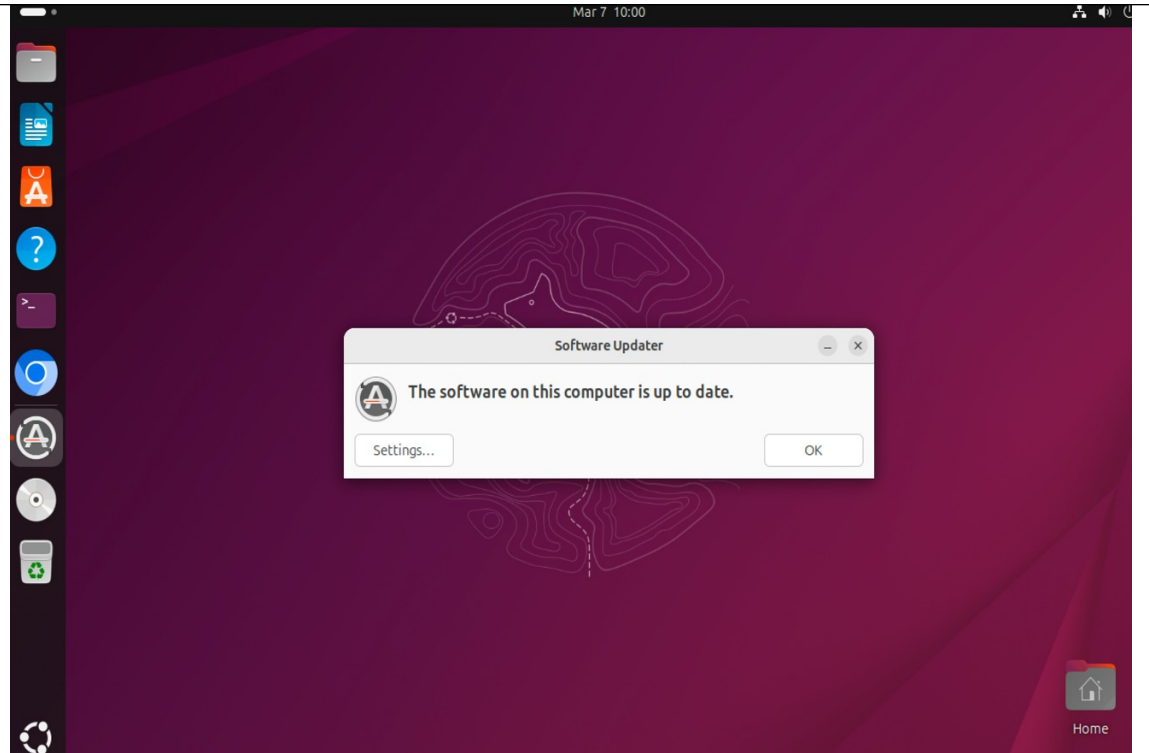 Mar 7 10:00
Software Updater
The software on this computer is up to date.
Settings...
OK
Home